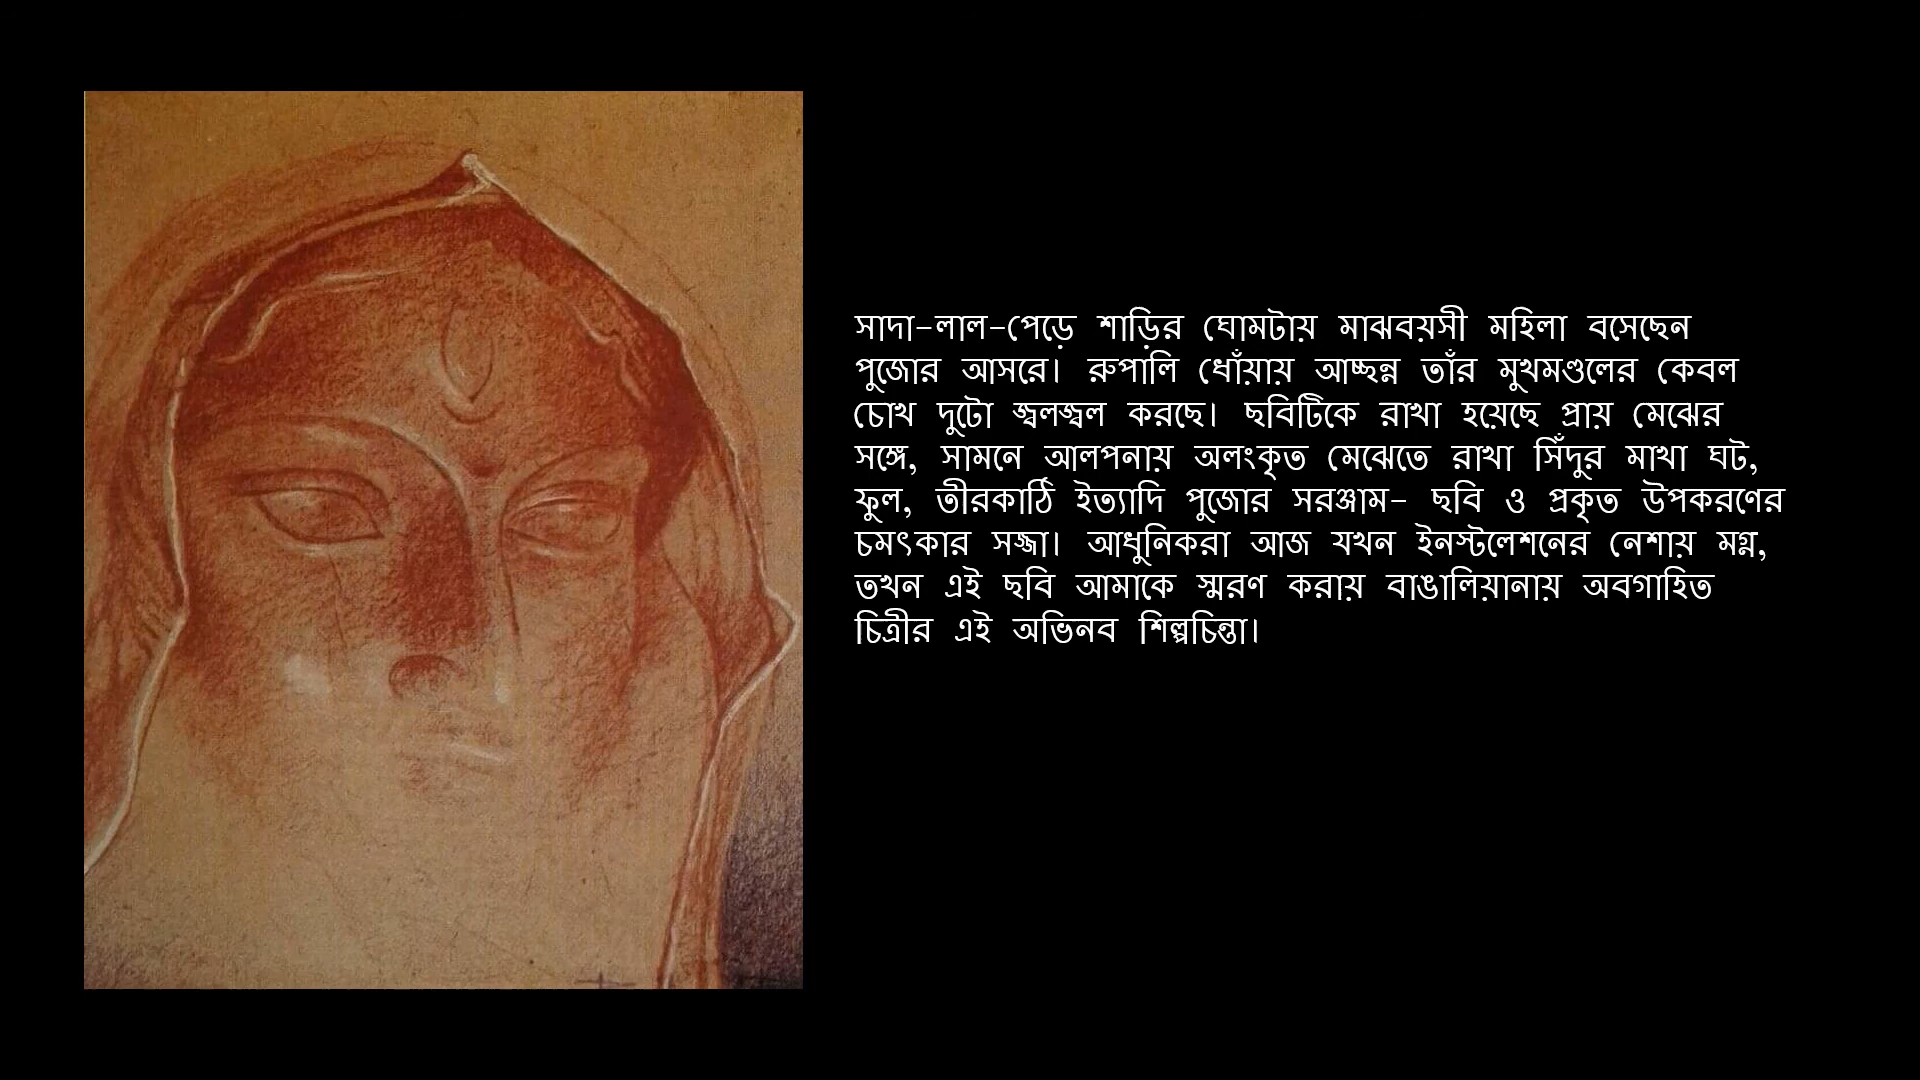 সাদা-লাল-পেড়ে শাড়ির ঘোমটায় মাঝবয়সী মহিলা বসেছেন
পুজোর আসরে। রুপালি ধোঁয়ায় আচ্ছন্ন তাঁর মুখমণ্ডলের কেবল
চোখ দুটো জ্বলজ্বল করছে। ছবিটিকে রাখা হয়েছে প্রায় মেঝের
সঙ্গে, সামনে আলপনায় অলংকৃত মেঝেতে রাখা সিঁদুর মাখা ঘট,
ফুল, তীরকাঠি ইত্যাদি পুজোর সরঞ্জাম- ছবি ও প্রকৃত উপকরণের
চমৎকার সজ্জা। আধুনিকরা আজ যখন ইনস্টলেশনের নেশায় মগ্ন,
তখন এই ছবি আমাকে স্মরণ করায় বাঙালিয়ানায় অবগাহিত
চিত্রীর এই অভিনব শিল্পচিন্তা।